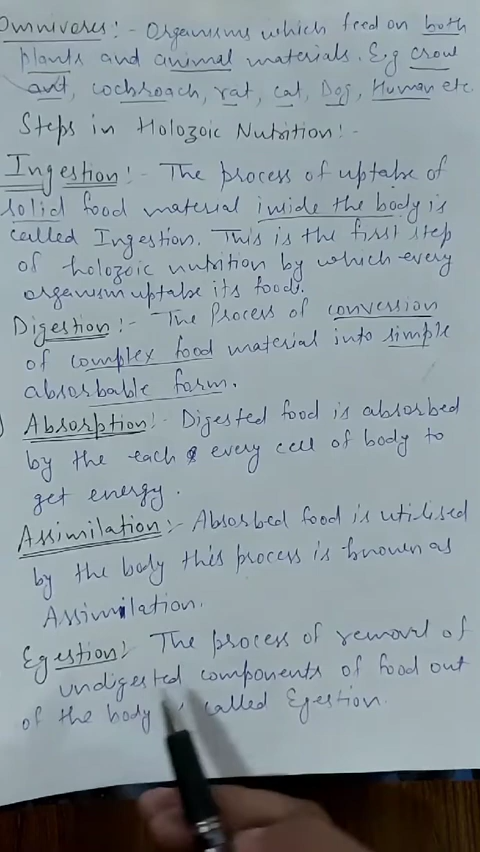 Omnivores:- Organisms which feed on both
plants and animal materials. E.g crow
ant, cockroach, rat, cat, Dog, Human etc.
Steps in Holozoic Nutrition!-
Ingestion:- The process of uptake of
solid food material inside the body is
called Ingestion. This is the first step
of holozoic nutrition by which every
organism uptake its food.
Digestion:- The Process of conversion
of complex food material into simple
absorbable form.
Absorption!- Digested food is absorbed
by the each & every cell of body to
get energy.
Assimilation:- Absorbed food is utilised
by the body this process is known as
Assimilation.
Egestion:- The process of removal of
undigested components of food out
of the body called Egestion.